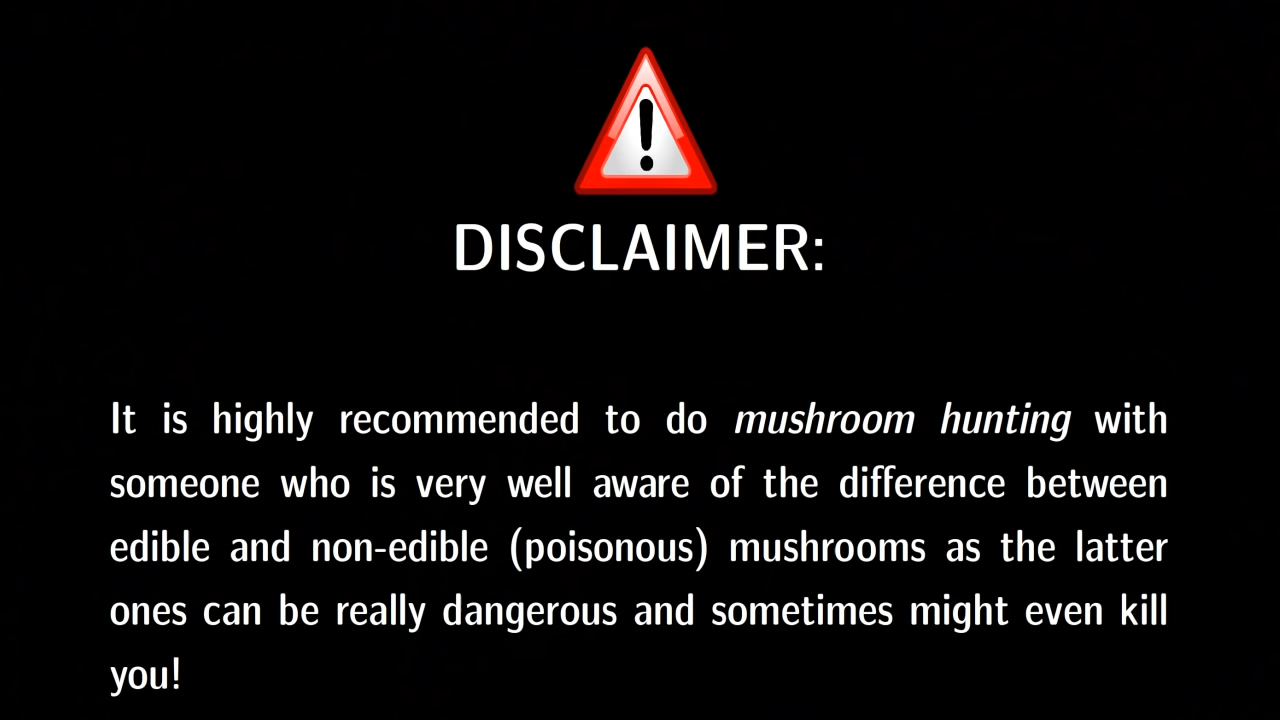 DISCLAIMER:
It is highly recommended to do mushroom hunting with
someone who is very well aware of the difference between
edible and non-edible (poisonous) mushrooms as the latter
ones can be really dangerous and sometimes might even kill
you!